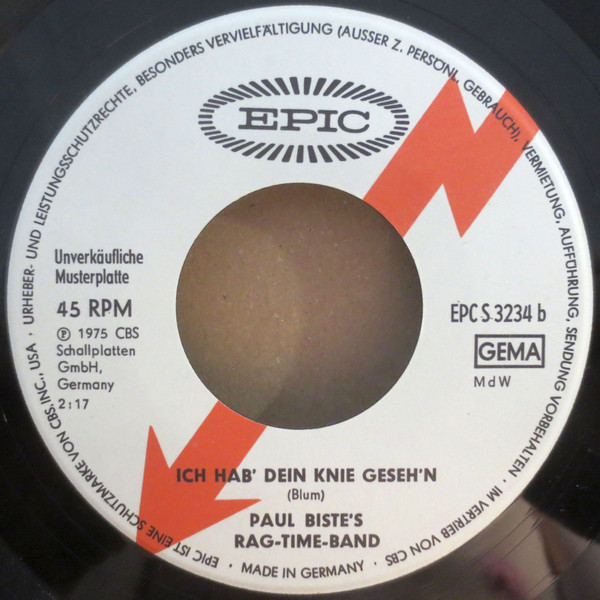 · URHEBER- UND LEISTUNGSSCHUTZRECHTE, BESONDERS VERVIELFÄLTIGUNG (AUSSER Z. PERSÖNL. GEBRAUCH), VERMIETUNG, AUFFÜHRUNG, SENDUNG VORBEHALTEN · IM VERTRIEB VON CBS
EPIC
Unverkäufliche
Musterplatte
45 RPM
℗ 1975 CBS
Schallplatten
GmbH,
Germany
2:17
EPC S 3234 b
GEMA
MdW
ICH HAB' DEIN KNIE GESEH'N
(Blum)
PAUL BISTE'S
RAG-TIME-BAND
EPIC IST EINE SCHUTZMARKE VON CBS, INC., USA
· MADE IN GERMANY ·